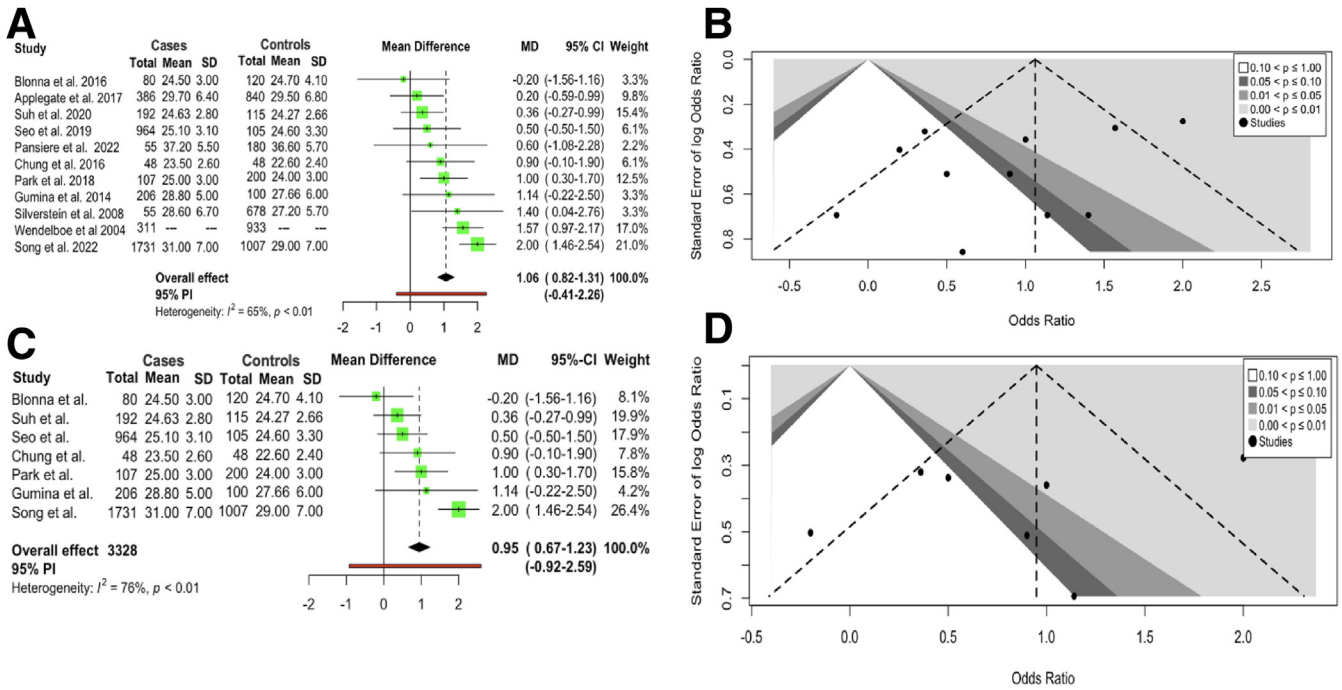 A
Cases Controls
Study Total Mean SD Total Mean SD Mean Difference MD 95% CI Weight
Blonna et al. 2016 80 24.50 3.00 120 24.70 4.10 -0.20 (-1.56-1.16) 3.3%
Applegate et al. 2017 386 29.70 6.40 840 29.50 6.80 0.20 (-0.59-0.99) 9.8%
Suh et al. 2020 192 24.63 2.80 115 24.27 2.66 0.36 (-0.27-0.99) 15.4%
Seo et al. 2019 964 25.10 3.10 105 24.60 3.30 0.50 (-0.50-1.50) 6.1%
Pansiere et al. 2022 55 37.20 5.50 180 36.60 5.70 0.60 (-1.08-2.28) 2.2%
Chung et al. 2016 48 23.50 2.60 48 22.60 2.40 0.90 (-0.10-1.90) 6.1%
Park et al. 2018 107 25.00 3.00 200 24.00 3.00 1.00 ( 0.30-1.70) 12.5%
Gumina et al. 2014 206 28.80 5.00 100 27.66 6.00 1.14 (-0.22-2.50) 3.3%
Silverstein et al. 2008 55 28.60 6.70 678 27.20 5.70 1.40 ( 0.04-2.76) 3.3%
Wendelboe et al 2004 311 --- --- 933 --- --- 1.57 ( 0.97-2.17) 17.0%
Song et al. 2022 1731 31.00 7.00 1007 29.00 7.00 2.00 ( 1.46-2.54) 21.0%
Overall effect 1.06 ( 0.82-1.31) 100.0%
95% PI (-0.41-2.26)
Heterogeneity: I² = 65%, p < 0.01
-2 -1 0 1 2
B
Standard Error of log Odds Ratio
0.0
0.2
0.4
0.6
0.8
0.10 < p ≤ 1.00
0.05 < p ≤ 0.10
0.01 < p ≤ 0.05
0.00 < p ≤ 0.01
Studies
-0.5 0.0 0.5 1.0 1.5 2.0 2.5
Odds Ratio
C
Cases Controls Mean Difference MD 95%-CI Weight
Study Total Mean SD Total Mean SD
Blonna et al. 80 24.50 3.00 120 24.70 4.10 -0.20 (-1.56-1.16) 8.1%
Suh et al. 192 24.63 2.80 115 24.27 2.66 0.36 (-0.27-0.99) 19.9%
Seo et al. 964 25.10 3.10 105 24.60 3.30 0.50 (-0.50-1.50) 17.9%
Chung et al. 48 23.50 2.60 48 22.60 2.40 0.90 (-0.10-1.90) 7.8%
Park et al. 107 25.00 3.00 200 24.00 3.00 1.00 ( 0.30-1.70) 15.8%
Gumina et al. 206 28.80 5.00 100 27.66 6.00 1.14 (-0.22-2.50) 4.2%
Song et al. 1731 31.00 7.00 1007 29.00 7.00 2.00 ( 1.46-2.54) 26.4%
Overall effect 3328 0.95 ( 0.67-1.23) 100.0%
95% PI (-0.92-2.59)
Heterogeneity: I² = 76%, p < 0.01
-2 -1 0 1 2
D
Standard Error of log Odds Ratio
0.1
0.3
0.5
0.7
0.10 < p ≤ 1.00
0.05 < p ≤ 0.10
0.01 < p ≤ 0.05
0.00 < p ≤ 0.01
Studies
-0.5 0.0 0.5 1.0 2.0
Odds Ratio